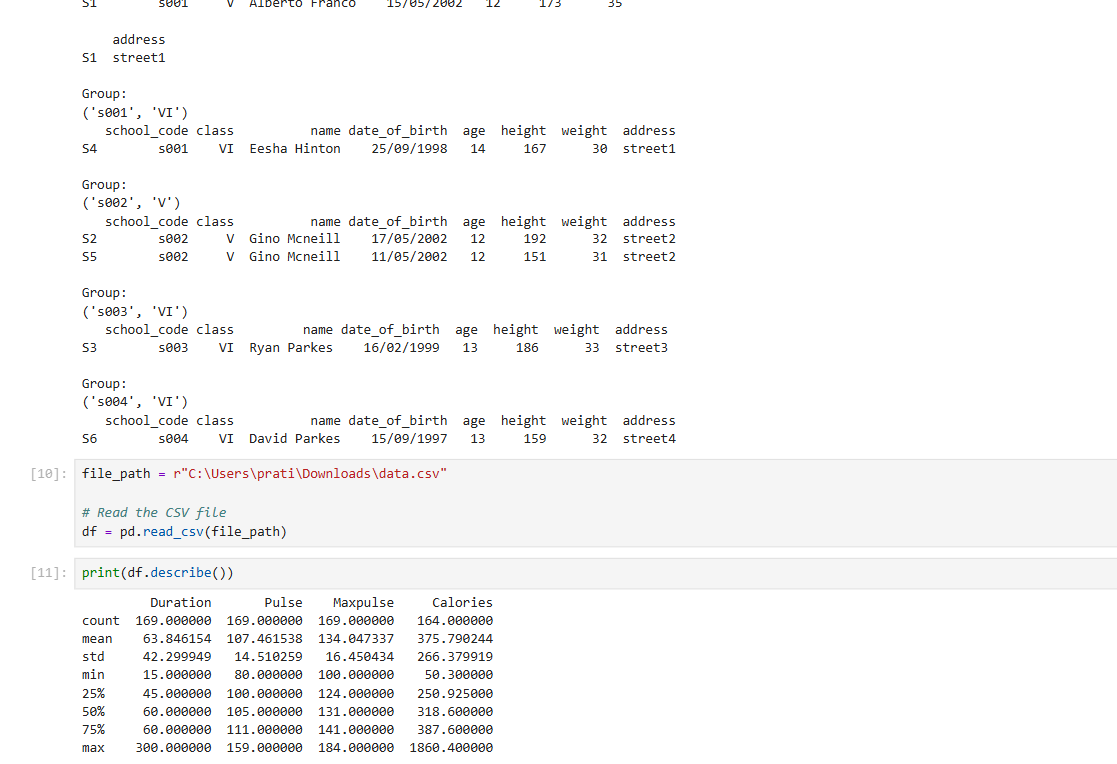 S1 s001 V Alberto Franco 15/05/2002 12 173 35
address
S1 street1
Group:
('s001', 'VI')
school_code class name date_of_birth age height weight address
S4 s001 VI Eesha Hinton 25/09/1998 14 167 30 street1
Group:
('s002', 'V')
school_code class name date_of_birth age height weight address
S2 s002 V Gino Mcneill 17/05/2002 12 192 32 street2
S5 s002 V Gino Mcneill 11/05/2002 12 151 31 street2
Group:
('s003', 'VI')
school_code class name date_of_birth age height weight address
S3 s003 VI Ryan Parkes 16/02/1999 13 186 33 street3
Group:
('s004', 'VI')
school_code class name date_of_birth age height weight address
S6 s004 VI David Parkes 15/09/1997 13 159 32 street4
[10]: file_path = r"C:\Users\prati\Downloads\data.csv"
# Read the CSV file
df = pd.read_csv(file_path)
[11]: print(df.describe())
Duration Pulse Maxpulse Calories
count 169.000000 169.000000 169.000000 164.000000
mean 63.846154 107.461538 134.047337 375.790244
std 42.299949 14.510259 16.450434 266.379919
min 15.000000 80.000000 100.000000 50.300000
25% 45.000000 100.000000 124.000000 250.925000
50% 60.000000 105.000000 131.000000 318.600000
75% 60.000000 111.000000 141.000000 387.600000
max 300.000000 159.000000 184.000000 1860.400000